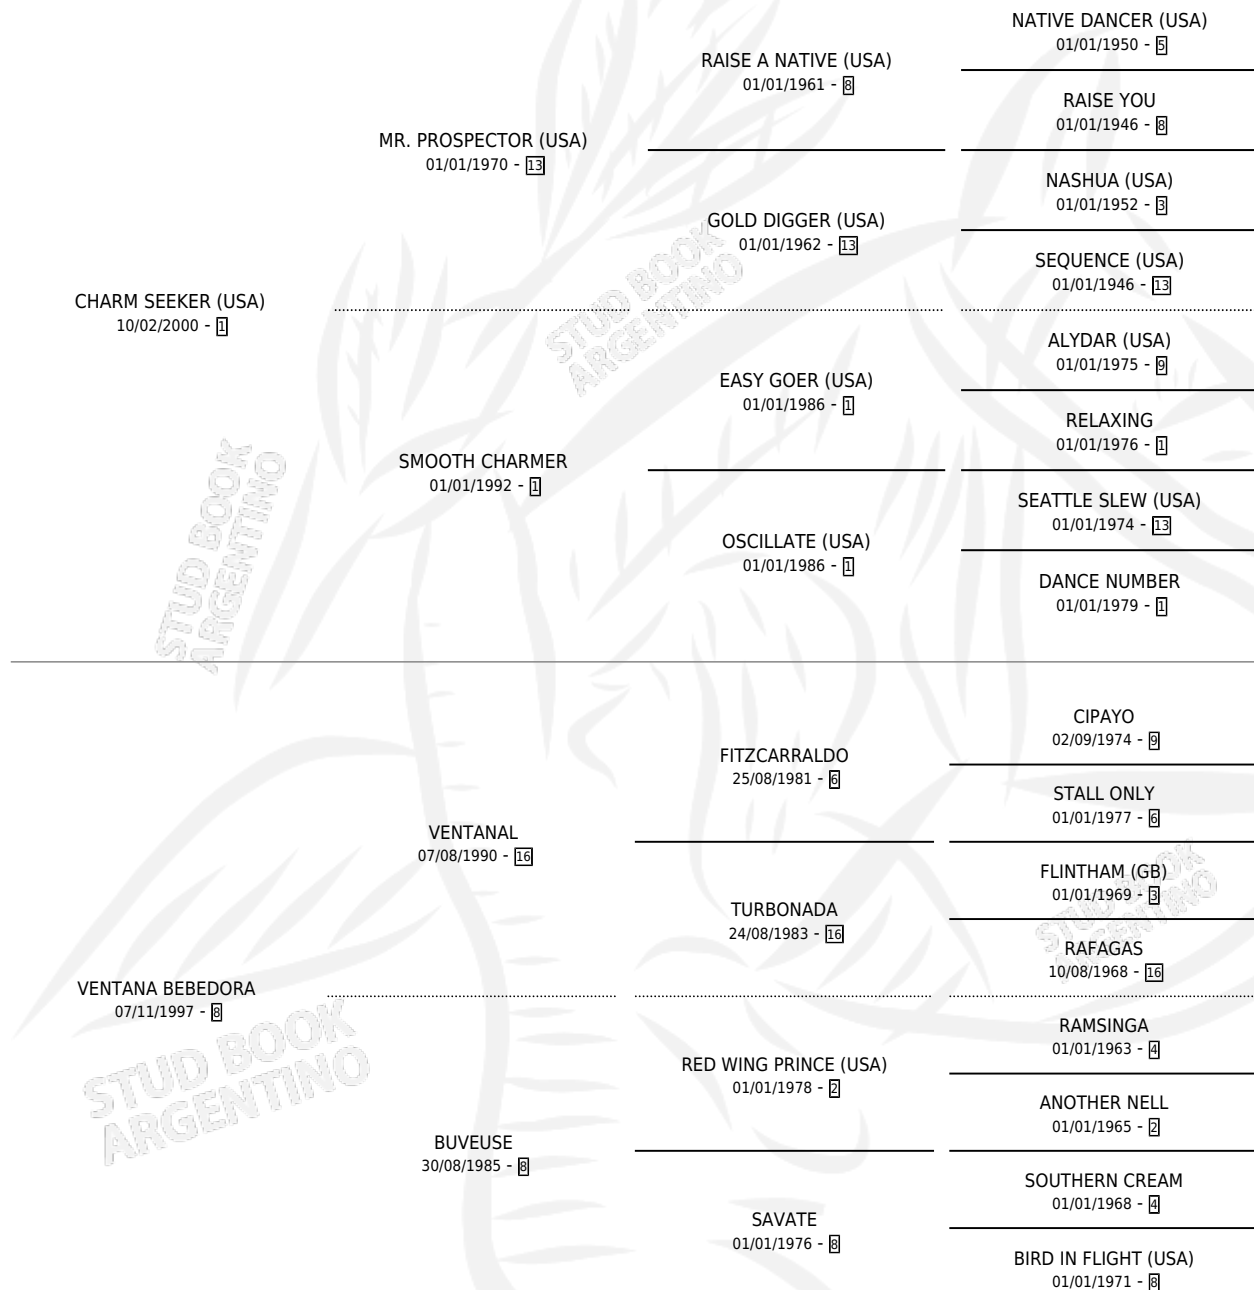 NATIVE DANCER (USA)
01/01/1950 - 5
RAISE A NATIVE (USA)
01/01/1961 - 8
RAISE YOU
01/01/1946 - 8
MR. PROSPECTOR (USA)
01/01/1970 - 13
NASHUA (USA)
01/01/1952 - 3
GOLD DIGGER (USA)
01/01/1962 - 13
SEQUENCE (USA)
01/01/1946 - 13
CHARM SEEKER (USA)
10/02/2000 - 1
STUD BOOK
ARGENTINO
ALYDAR (USA)
01/01/1975 - 9
EASY GOER (USA)
01/01/1986 - 1
RELAXING
01/01/1976 - 1
SMOOTH CHARMER
01/01/1992 - 1
SEATTLE SLEW (USA)
01/01/1974 - 13
OSCILLATE (USA)
01/01/1986 - 1
DANCE NUMBER
01/01/1979 - 1
STUD BOOK
ARGENTINO
CIPAYO
02/09/1974 - 9
FITZCARRALDO
25/08/1981 - 6
STALL ONLY
01/01/1977 - 6
VENTANAL
07/08/1990 - 16
FLINTHAM (GB)
01/01/1969 - 3
TURBONADA
24/08/1983 - 16
STUD BOOK
ARGENTINO
RAFAGAS
10/08/1968 - 16
VENTANA BEBEDORA
07/11/1997 - 8
RAMSINGA
01/01/1963 - 4
RED WING PRINCE (USA)
01/01/1978 - 2
STUD BOOK
ARGENTINO
ANOTHER NELL
01/01/1965 - 2
BUVEUSE
30/08/1985 - 8
SOUTHERN CREAM
01/01/1968 - 4
SAVATE
01/01/1976 - 8
BIRD IN FLIGHT (USA)
01/01/1971 - 8